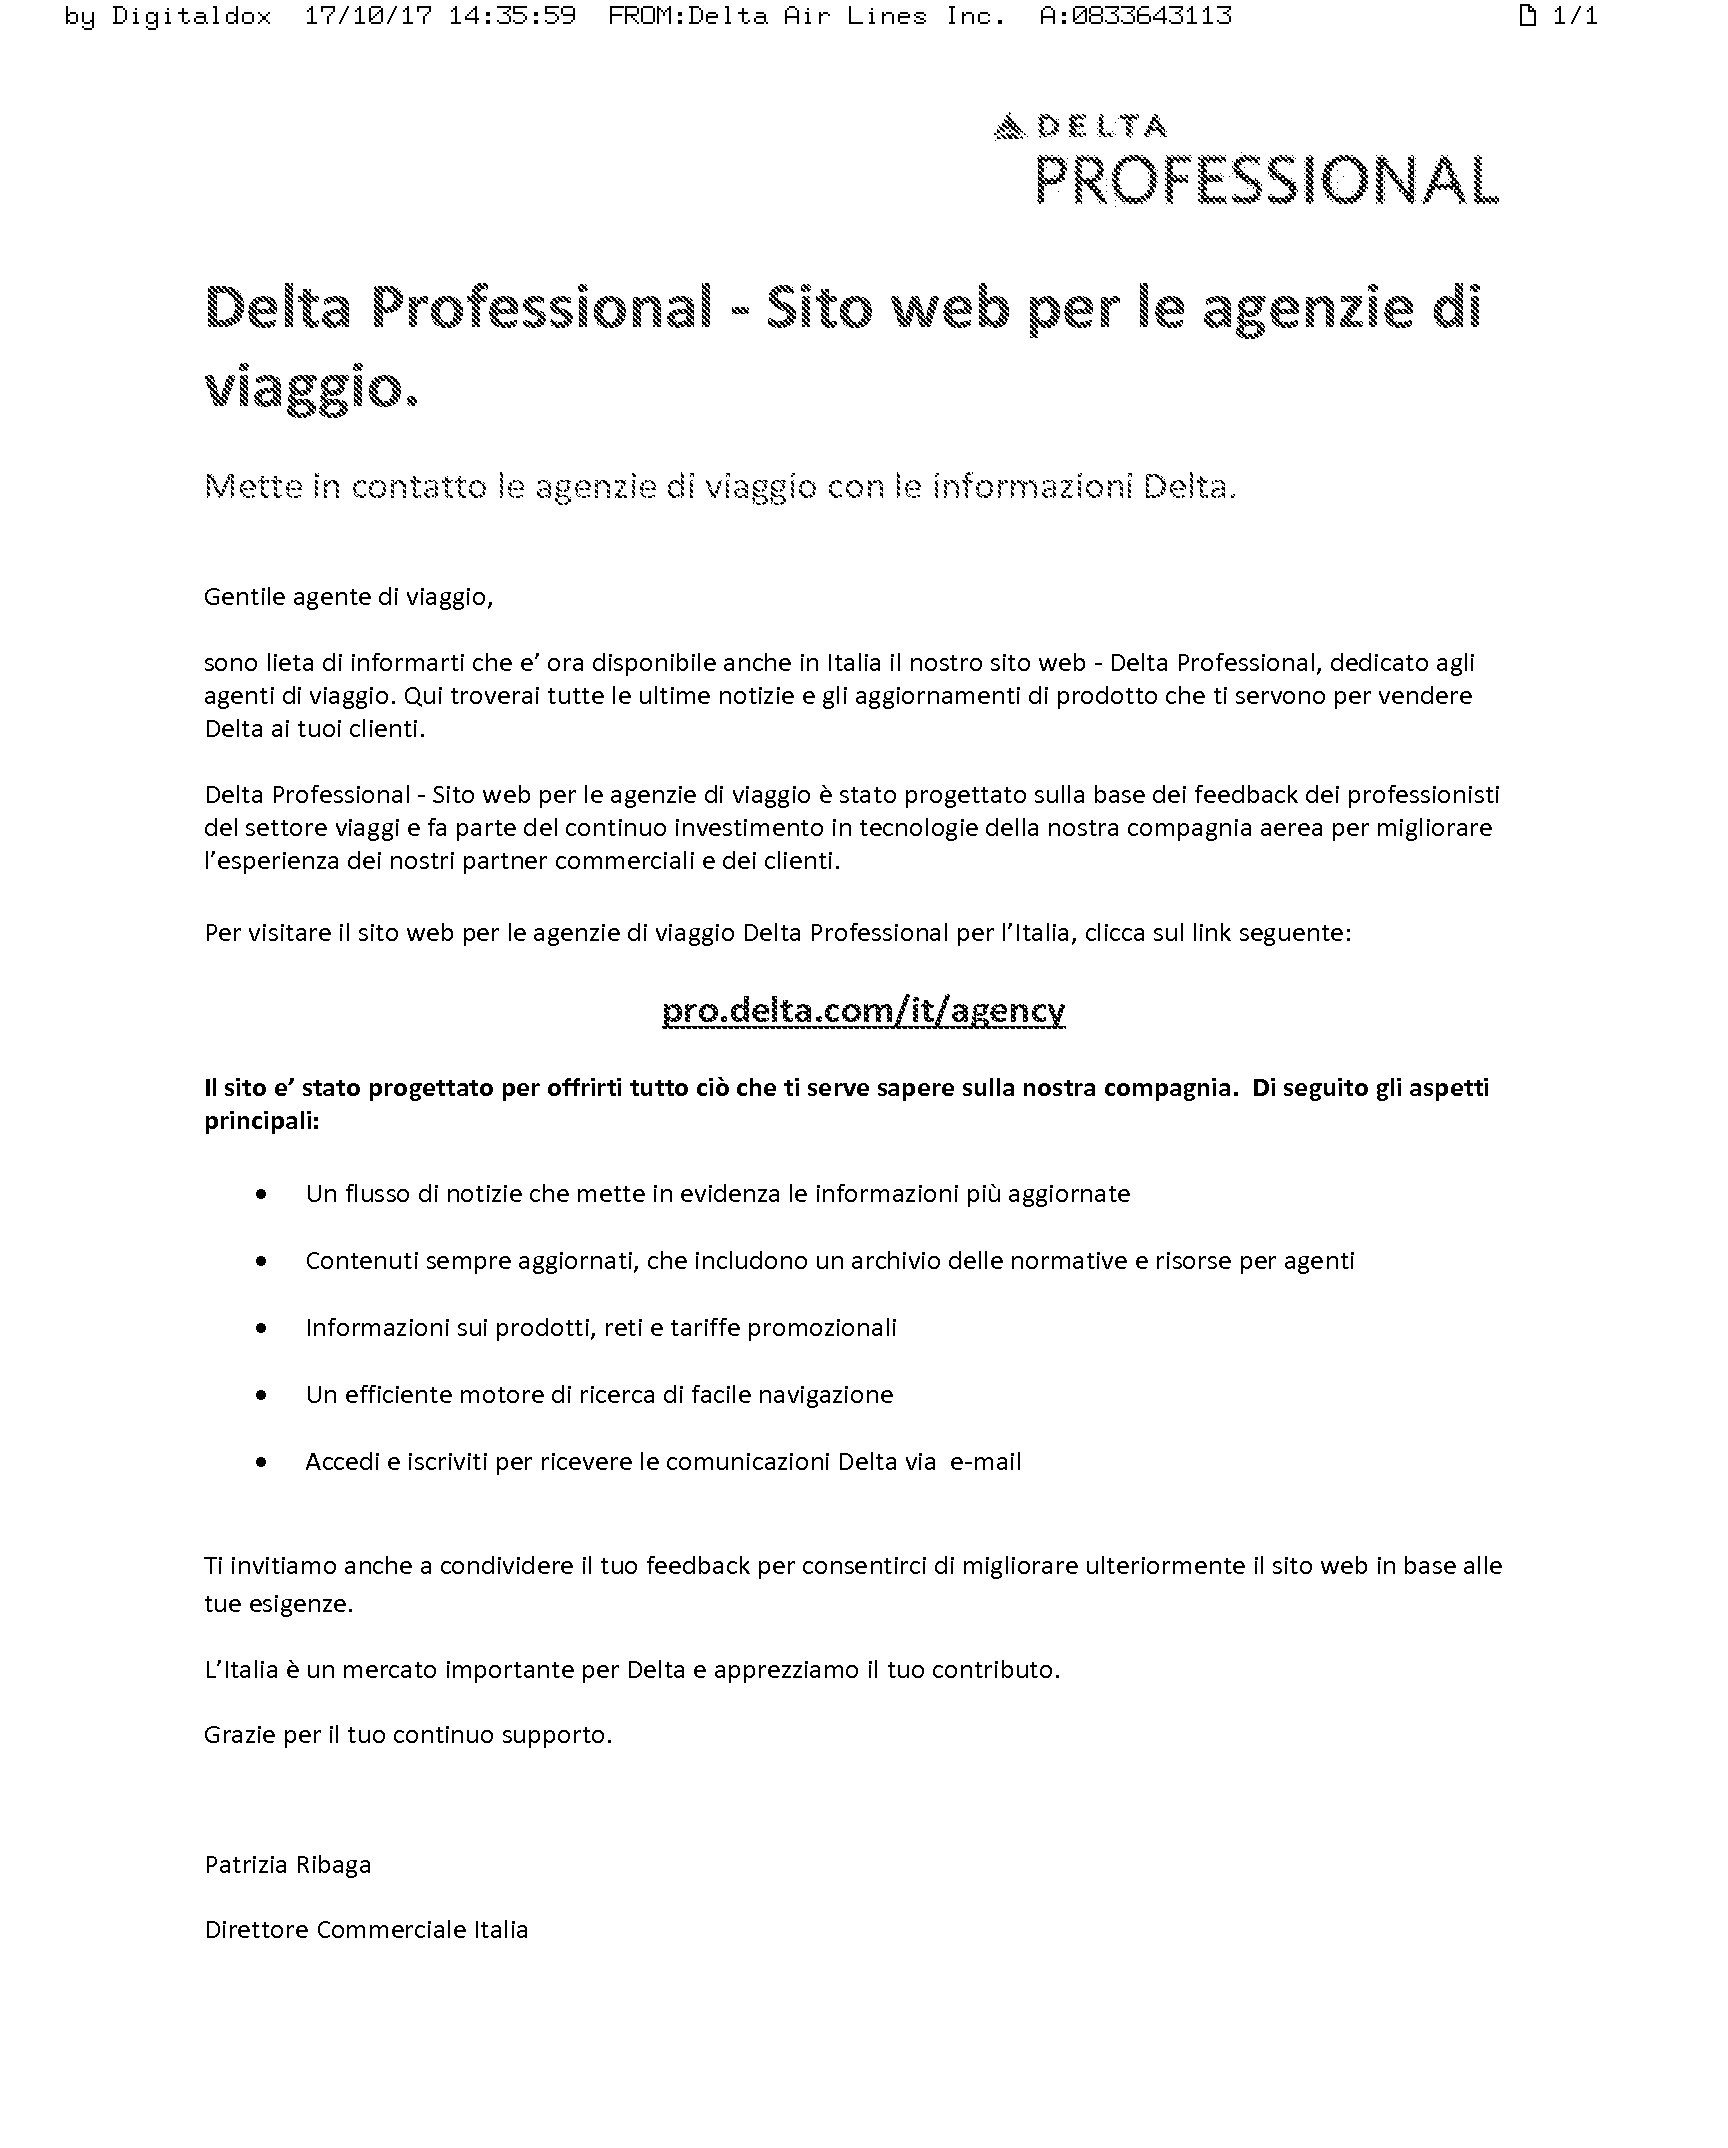 by Digitaldox 17/10/17 14:35:59 FROM:Delta Air Lines Inc. A:0833643113 1/1
DELTA
PROFESSIONAL
Delta Professional - Sito web per le agenzie di
viaggio.
Mette in contatto le agenzie di viaggio con le informazioni Delta.
Gentile agente di viaggio,
sono lieta di informarti che e’ ora disponibile anche in Italia il nostro sito web - Delta Professional, dedicato agli
agenti di viaggio. Qui troverai tutte le ultime notizie e gli aggiornamenti di prodotto che ti servono per vendere
Delta ai tuoi clienti.
Delta Professional - Sito web per le agenzie di viaggio è stato progettato sulla base dei feedback dei professionisti
del settore viaggi e fa parte del continuo investimento in tecnologie della nostra compagnia aerea per migliorare
l’esperienza dei nostri partner commerciali e dei clienti.
Per visitare il sito web per le agenzie di viaggio Delta Professional per l’Italia, clicca sul link seguente:
pro.delta.com/it/agency
Il sito e’ stato progettato per offrirti tutto ciò che ti serve sapere sulla nostra compagnia.  Di seguito gli aspetti
principali:
• Un flusso di notizie che mette in evidenza le informazioni più aggiornate
• Contenuti sempre aggiornati, che includono un archivio delle normative e risorse per agenti
• Informazioni sui prodotti, reti e tariffe promozionali
• Un efficiente motore di ricerca di facile navigazione
• Accedi e iscriviti per ricevere le comunicazioni Delta via  e-mail
Ti invitiamo anche a condividere il tuo feedback per consentirci di migliorare ulteriormente il sito web in base alle
tue esigenze.
L’Italia è un mercato importante per Delta e apprezziamo il tuo contributo.
Grazie per il tuo continuo supporto.
Patrizia Ribaga
Direttore Commerciale Italia